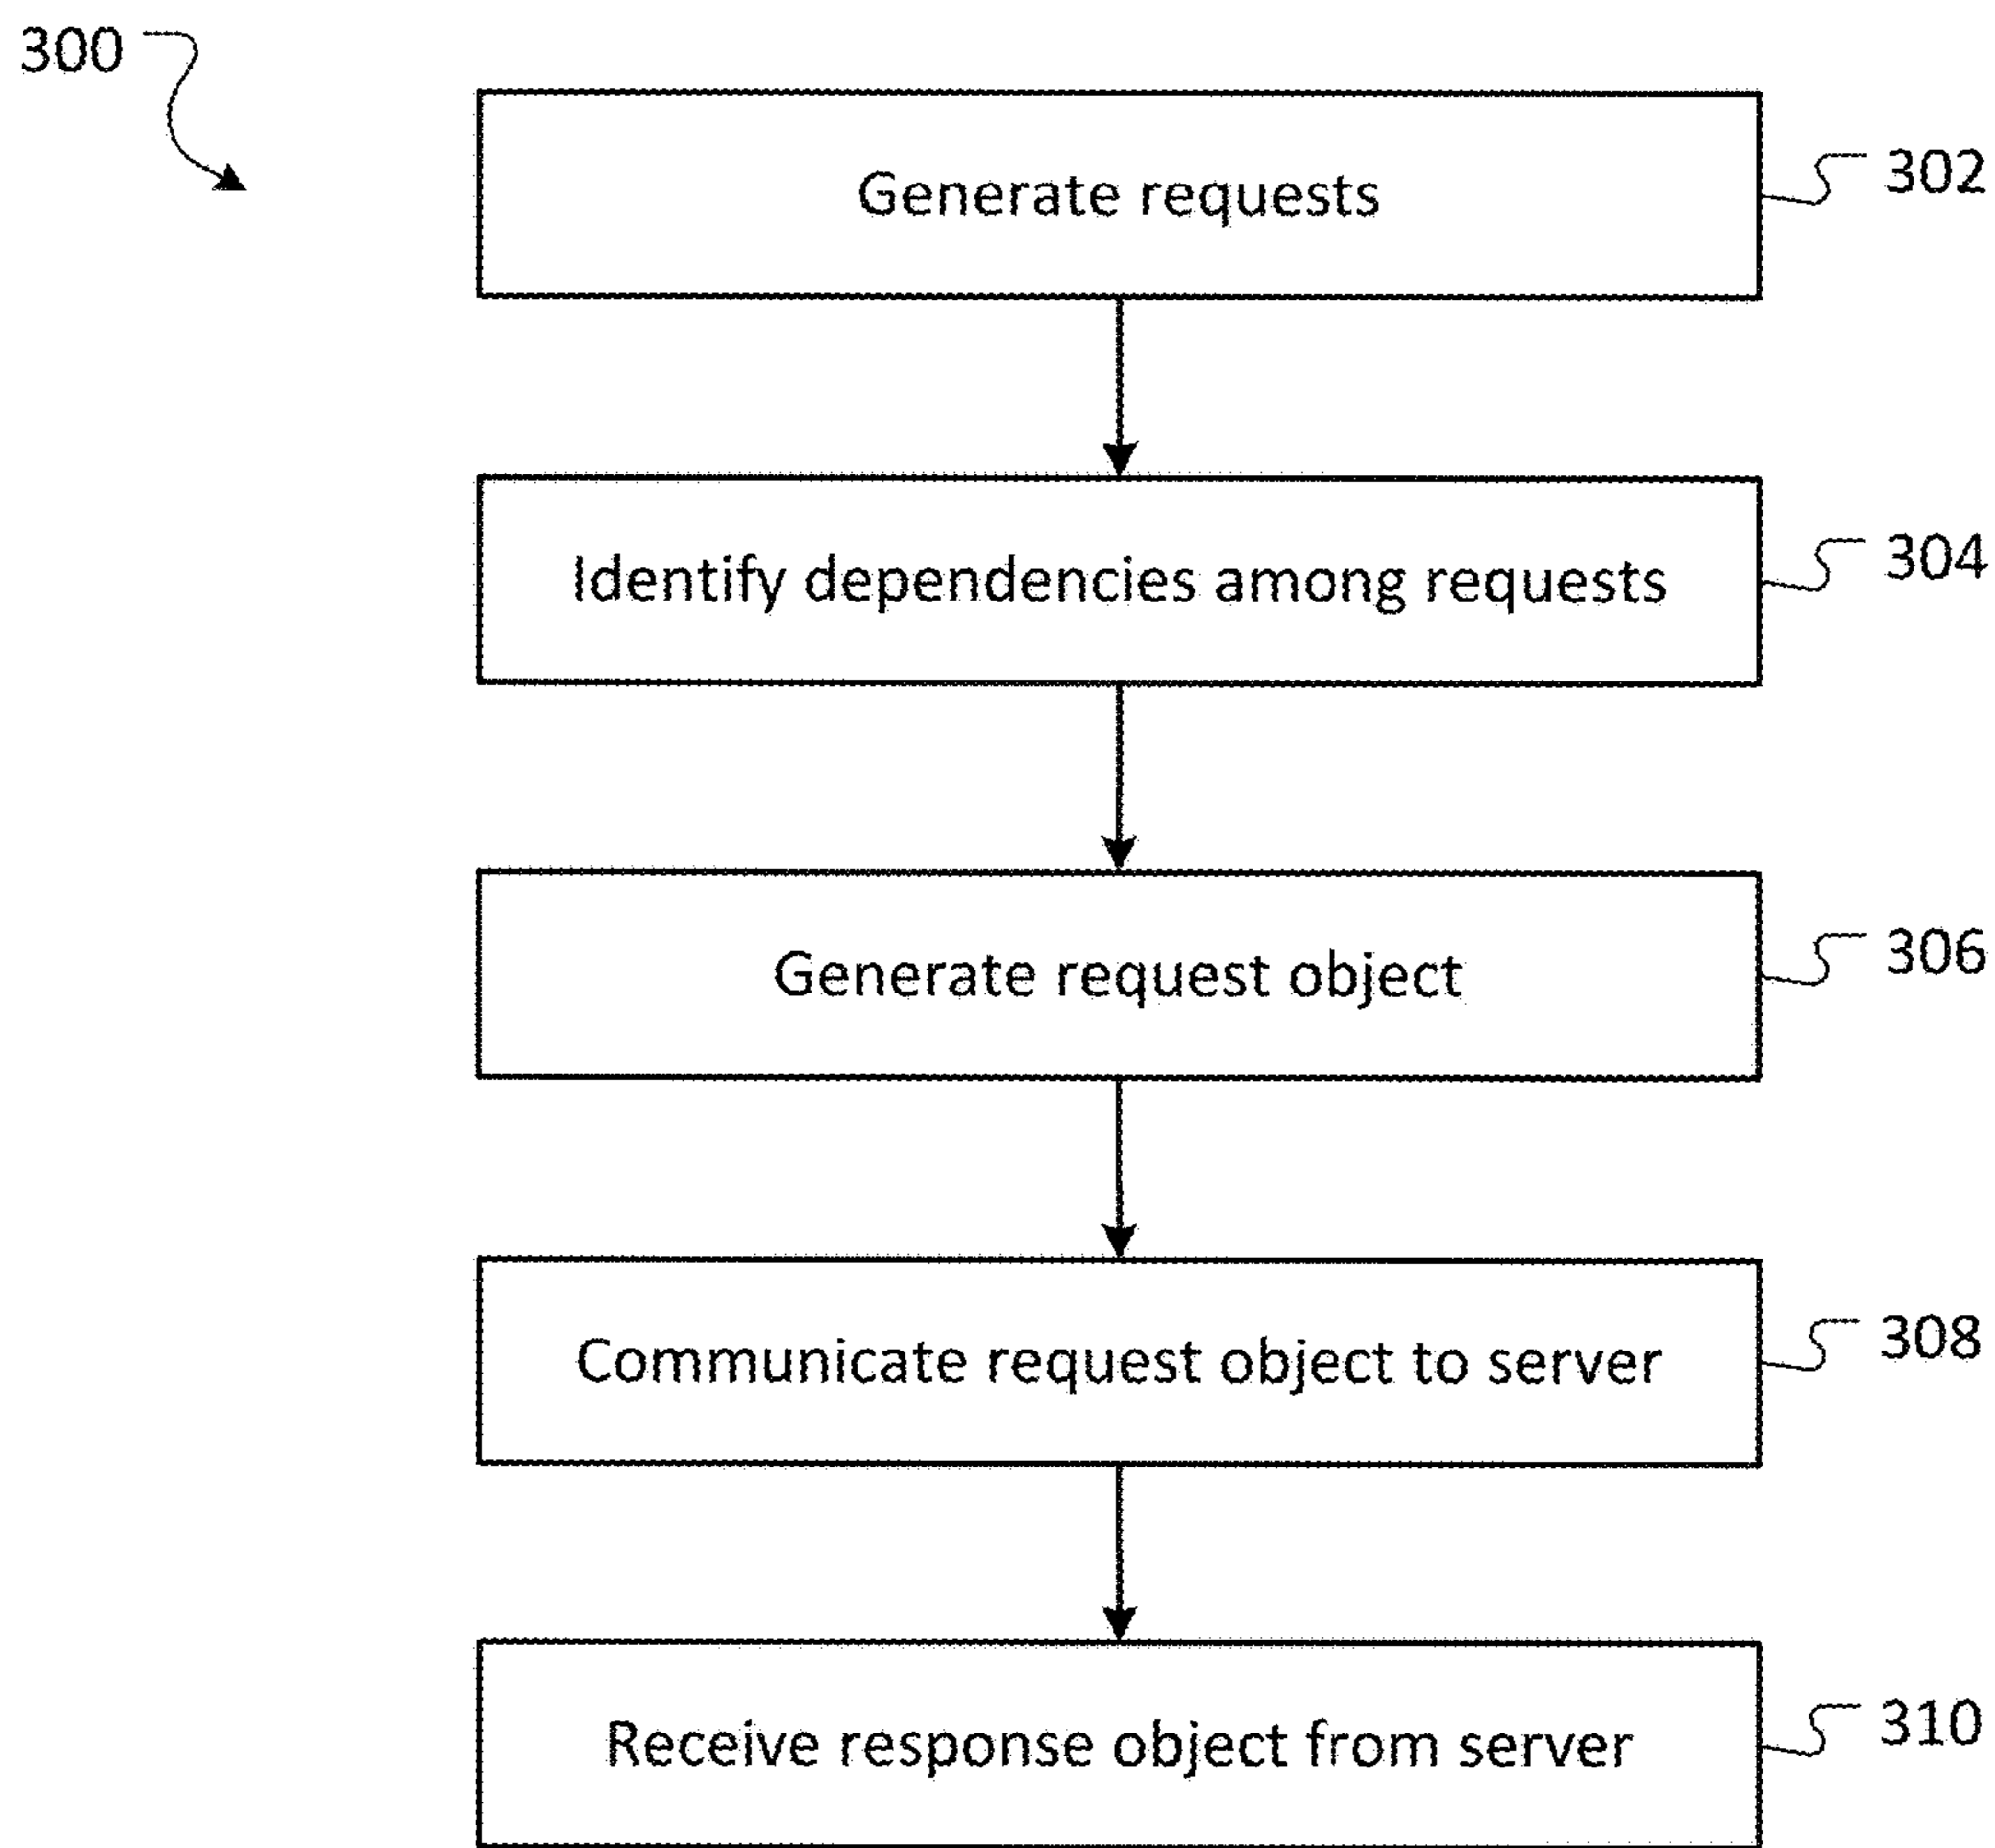 300
Generate requests
302
Identify dependencies among requests
304
Generate request object
306
Communicate request object to server
308
Receive response object from server
310